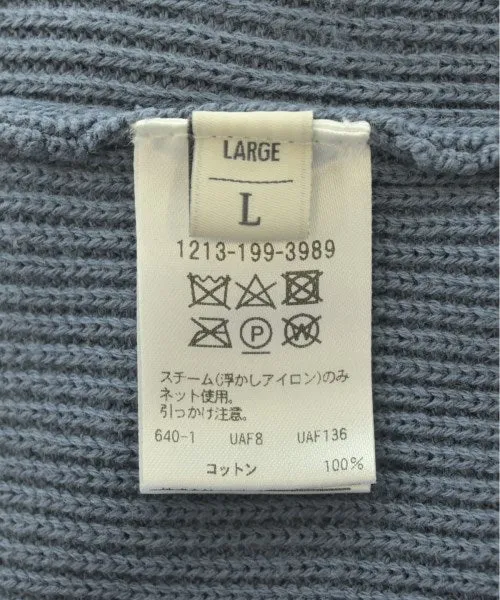 LARGE
L
1213-199-3989
P W
スチーム(浮かしアイロン)のみ
ネット使用。
引っかけ注意。
640-1 UAF8 UAF136
コットン 100%